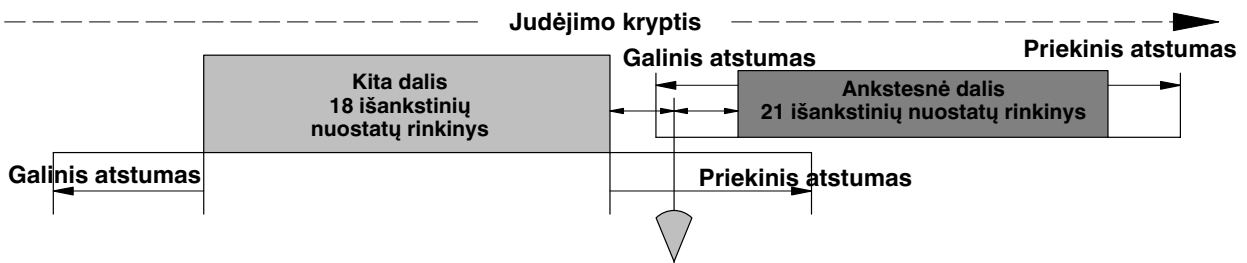 Judėjimo kryptis
Galinis atstumas
Priekinis atstumas
Kita dalis
18 išankstinių
nuostatų rinkinys
Ankstesnė dalis
21 išankstinių nuostatų rinkinys
Galinis atstumas
Priekinis atstumas